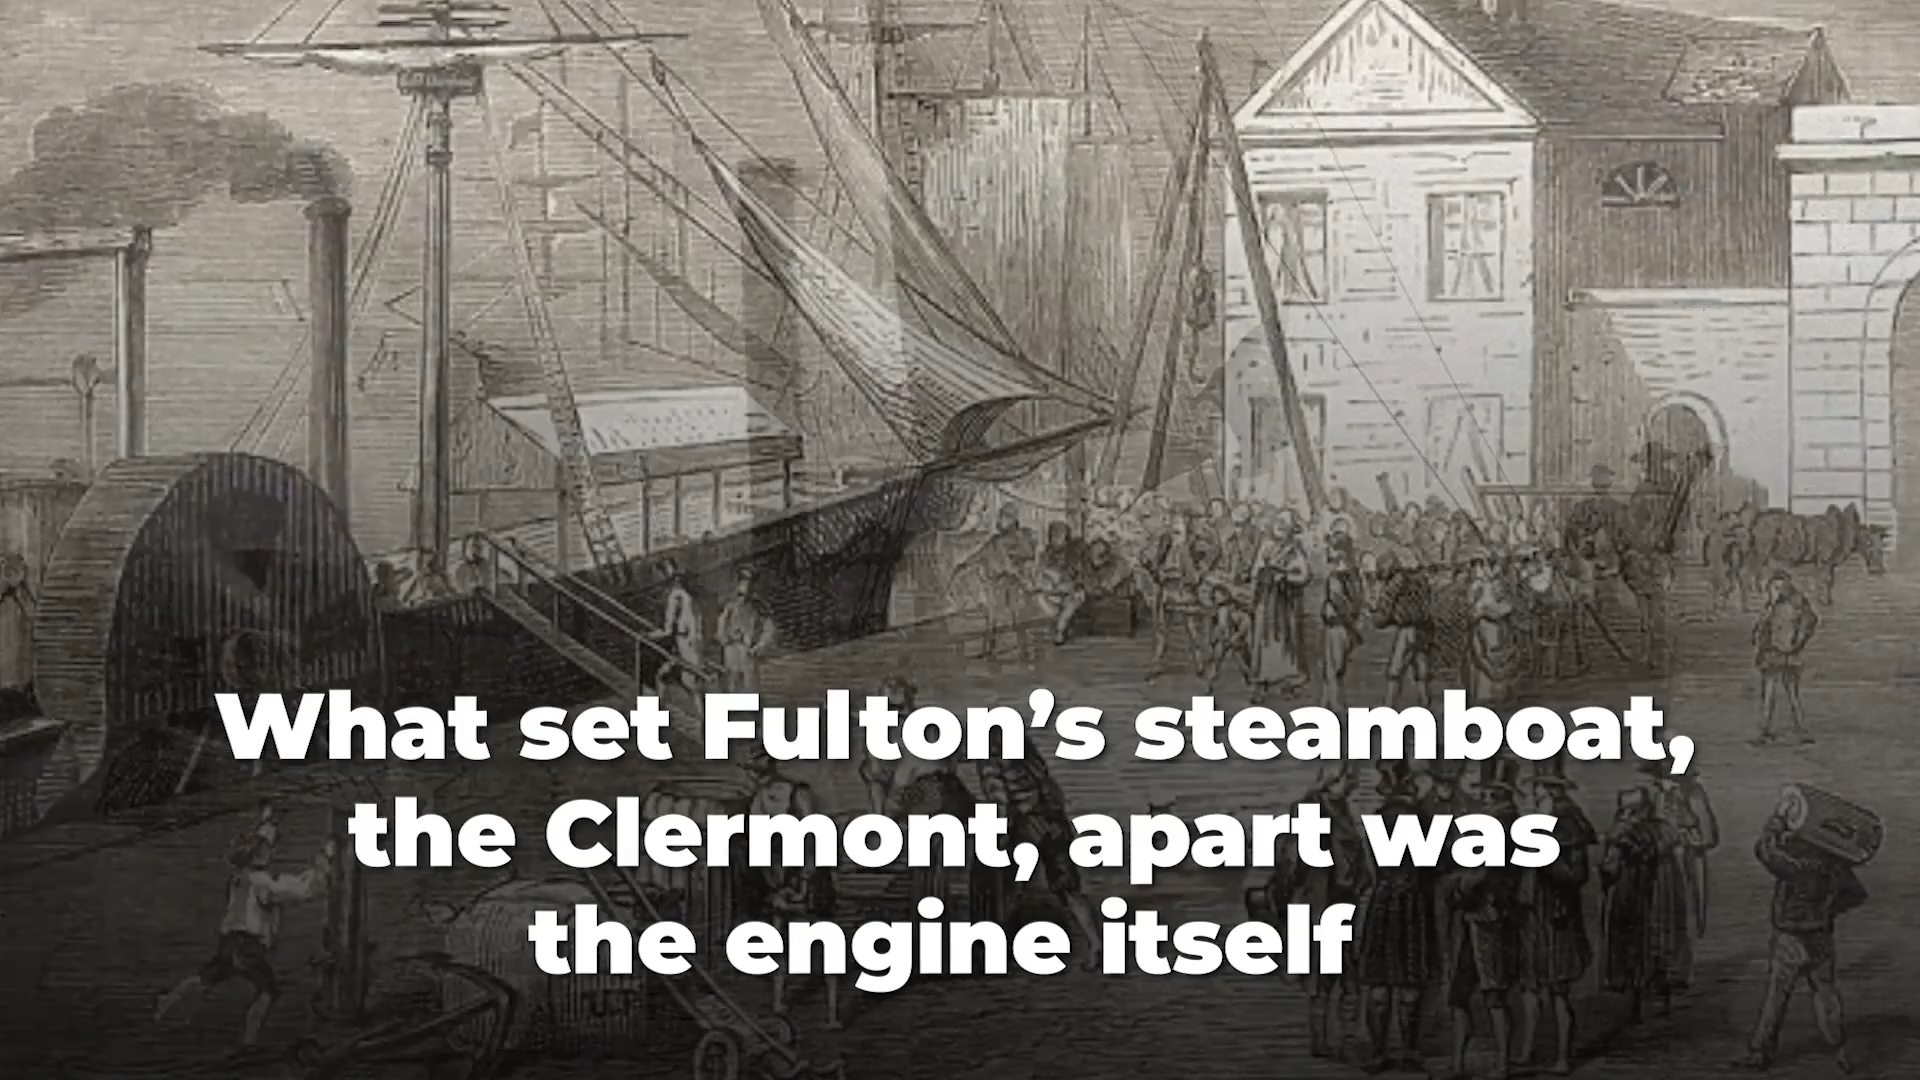 What set Fulton’s steamboat,
the Clermont, apart was
the engine itself